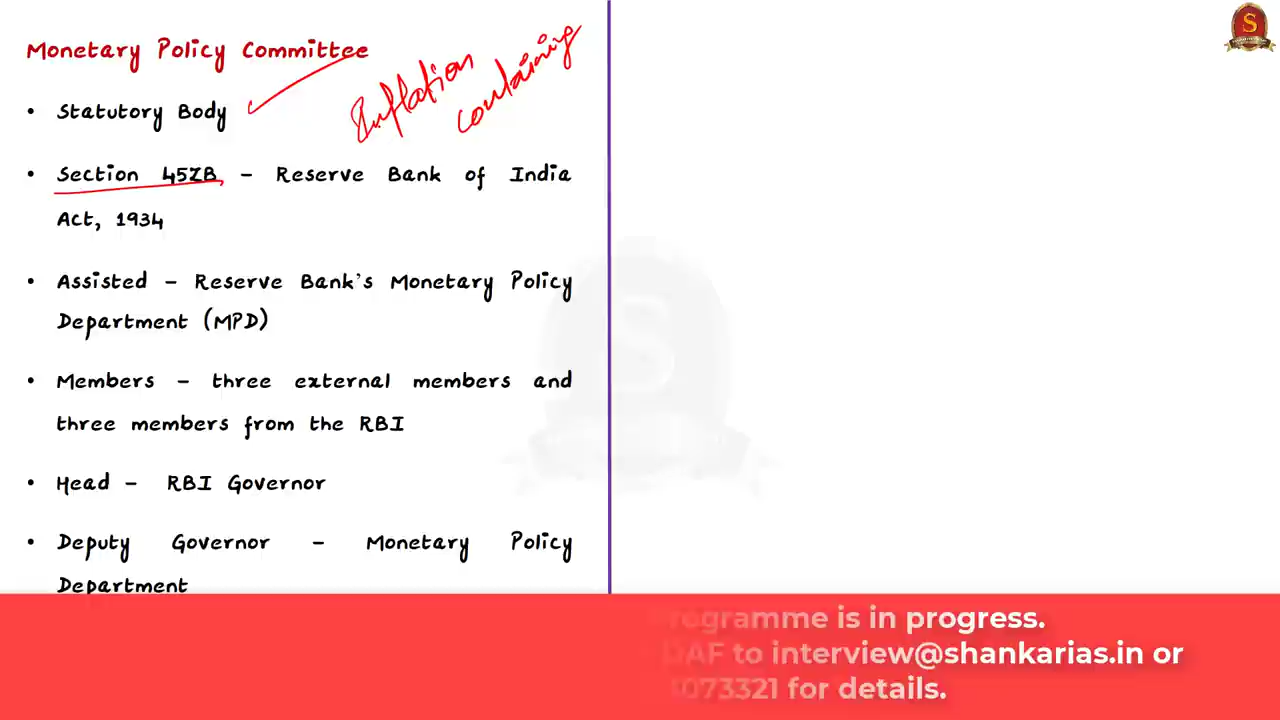 Monetary Policy Committee
Inflation
containing
• Statutory Body
• Section 45ZB – Reserve Bank of India
Act, 1934
• Assisted – Reserve Bank's Monetary Policy
Department (MPD)
• Members – three external members and
three members from the RBI
• Head – RBI Governor
• Deputy Governor – Monetary Policy
Department
S
rogramme is in progress.
DAF to interview@shankarias.in or
073321 for details.